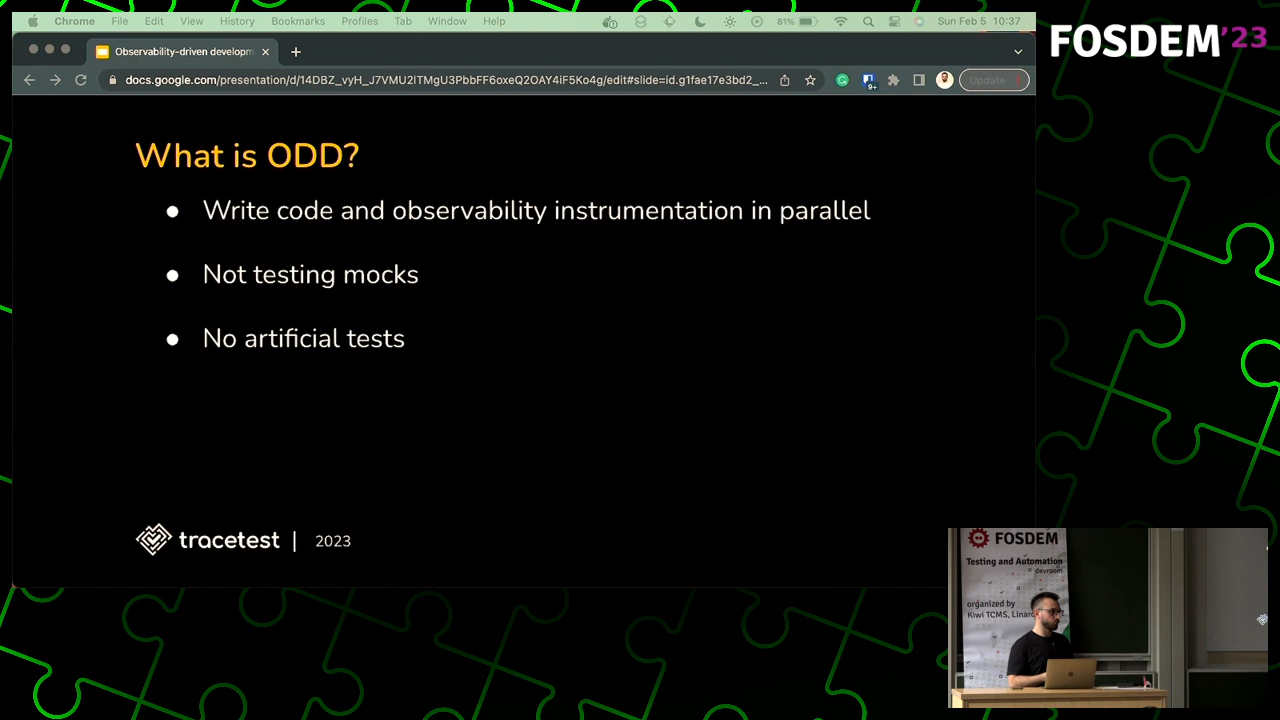 Chrome File Edit View History Bookmarks Profiles Tab Window Help 81% Sun Feb 5 10:37
FOSDEM'23
Observability-driven developm
docs.google.com/presentation/d/14DBZ_vyH_J7VMU2lTMgU3PbbFF6oxeQ2OAY4iF5Ko4g/edit#slide=id.g1fae17e3bd2_...
9+
Update
What is ODD?
• Write code and observability instrumentation in parallel
• Not testing mocks
• No artificial tests
tracetest | 2023
FOSDEM
Testing and Automation
devroom
organized by
Kiwi TCMS,